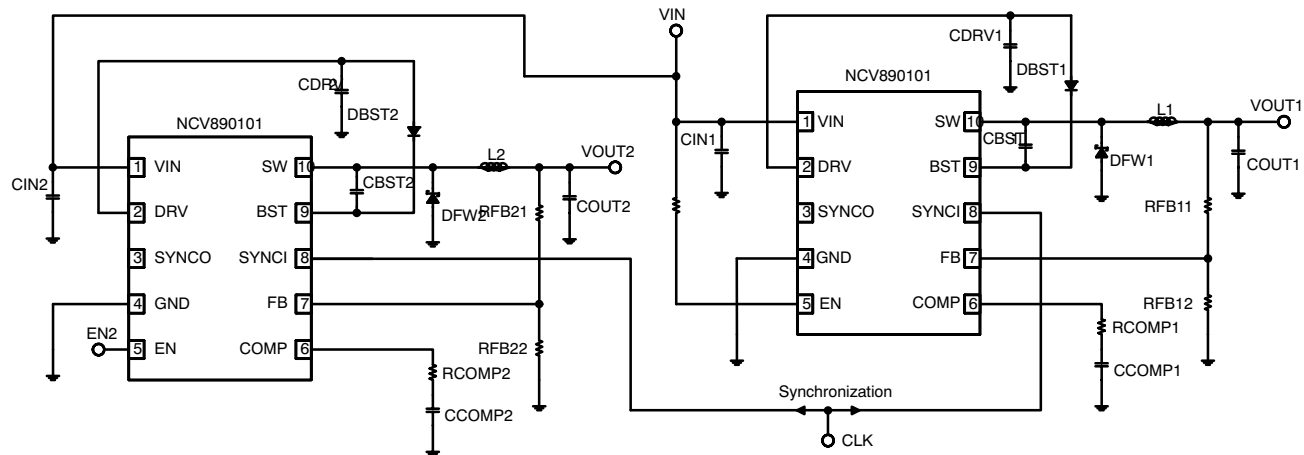 VIN
CDRV1
DBST1
CDRV2
DBST2
NCV890101
NCV890101
1 VIN
SW 10
L1
VOUT1
CIN1
CBST1
2 DRV
BST 9
DFW1
COUT1
3 SYNCO
SYNCI 8
RFB11
4 GND
FB 7
5 EN
COMP 6
RFB12
RCOMP1
CCOMP1
1 VIN
SW 10
L2
VOUT2
CIN2
CBST2
2 DRV
BST 9
DFW2
RFB21
COUT2
3 SYNCO
SYNCI 8
4 GND
FB 7
EN2
5 EN
COMP 6
RFB22
RCOMP2
CCOMP2
Synchronization
CLK